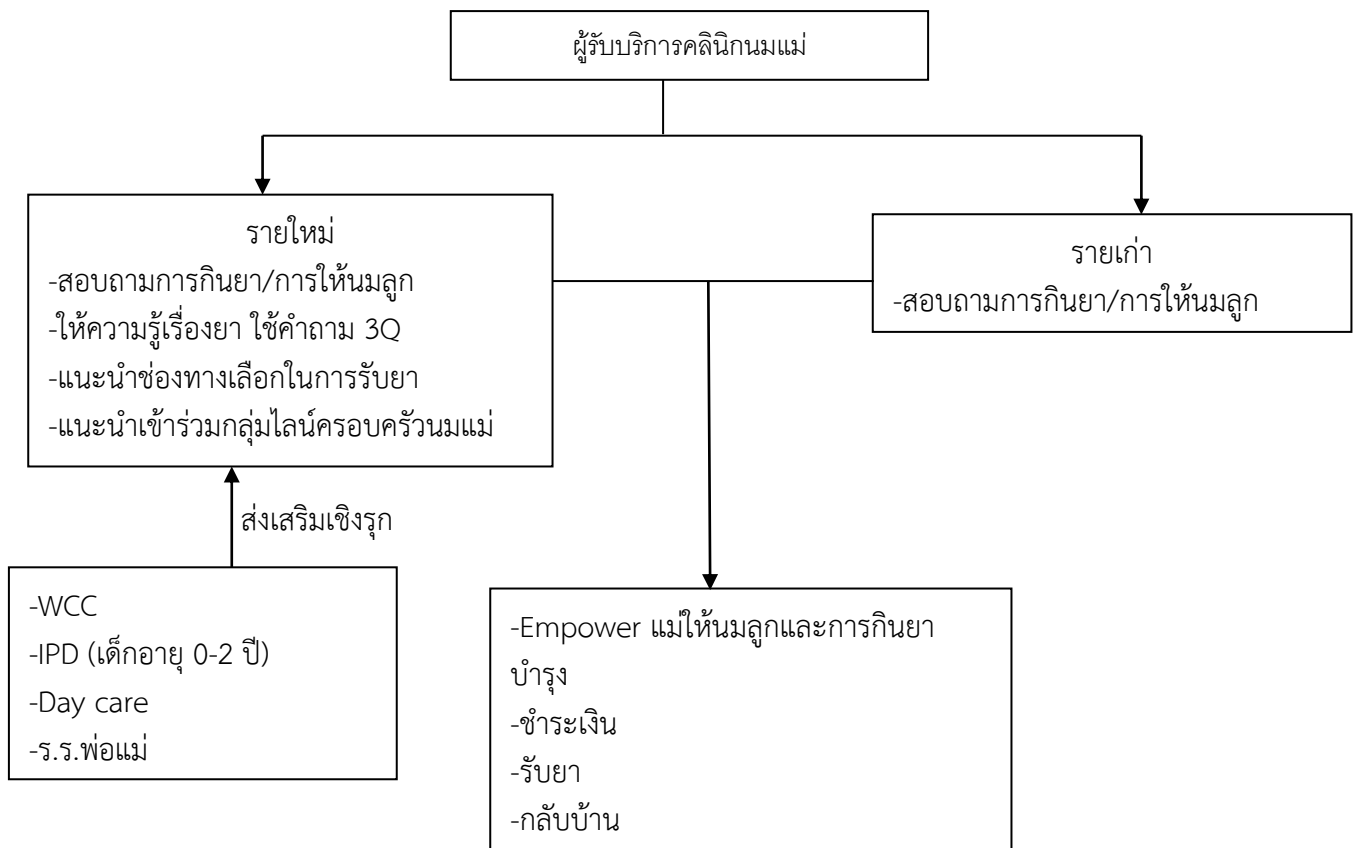 ผู้รับบริการคลินิกนมแม่
รายใหม่
-สอบถามการกินยา/การให้นมลูก
-ให้ความรู้เรื่องยา ใช้คำถาม 3Q
-แนะนำช่องทางเลือกในการรับยา
-แนะนำเข้าร่วมกลุ่มไลน์ครอบครัวนมแม่
รายเก่า
-สอบถามการกินยา/การให้นมลูก
ส่งเสริมเชิงรุก
-WCC
-IPD (เด็กอายุ 0-2 ปี)
-Day care
-ร.ร.พ่อแม่
-Empower แม่ให้นมลูกและการกินยา
บำรุง
-ชำระเงิน
-รับยา
-กลับบ้าน